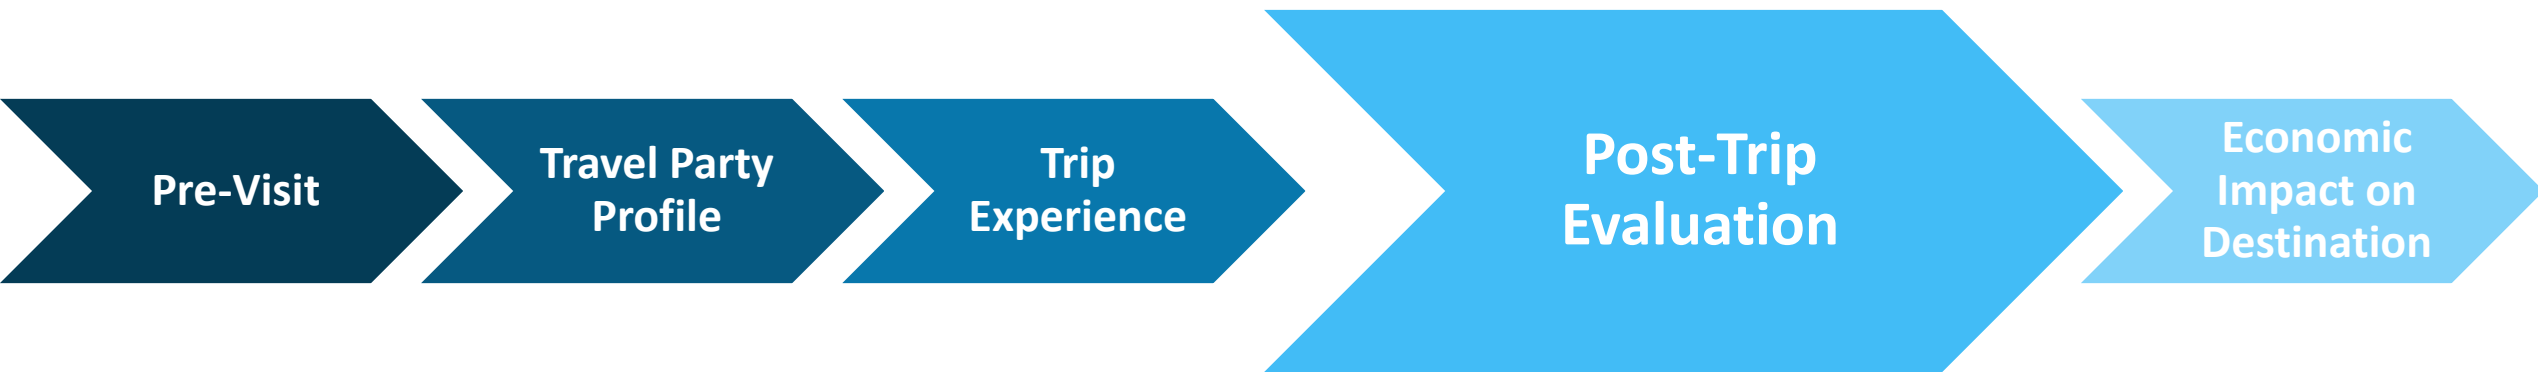 Pre-Visit
Travel Party
Profile
Trip
Experience
Post-Trip
Evaluation
Economic
Impact on
Destination